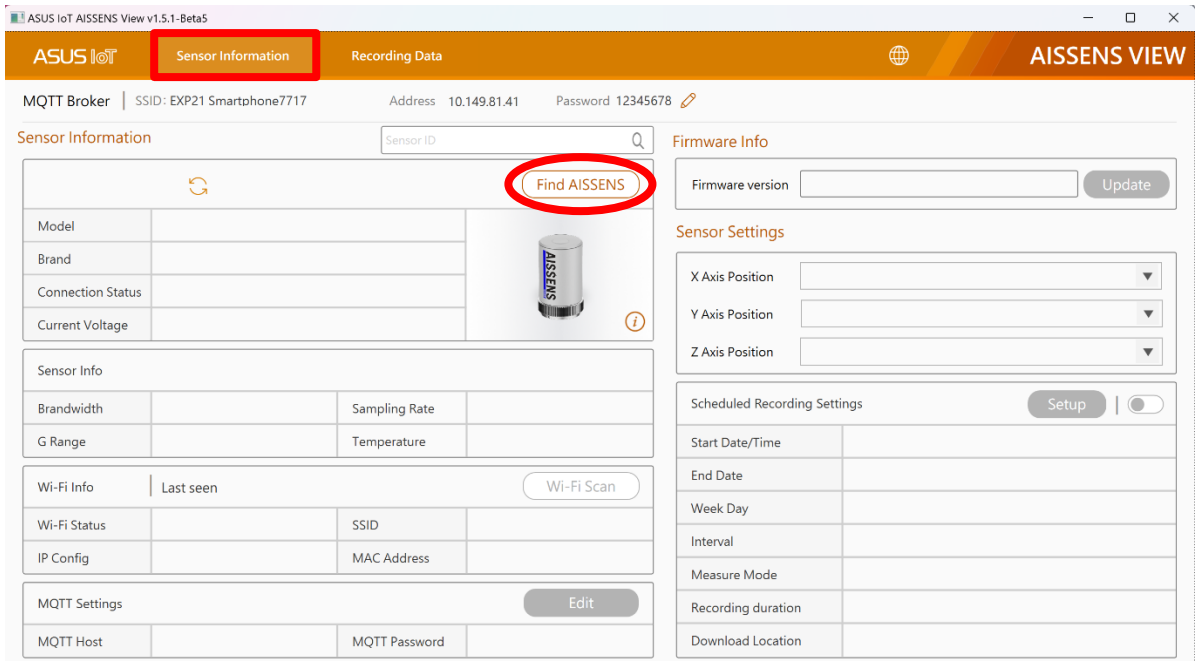 ASUS IoT AISSENS View v1.5.1-Beta5
ASUS IoT
Sensor Information
Recording Data
AISSENS VIEW
MQTT Broker
SSID: EXP21 Smartphone7717
Address 10.149.81.41
Password 12345678
Sensor Information
Sensor ID
Find AISSENS
Model
Brand
Connection Status
Current Voltage
AISSENS
Sensor Info
Brandwidth
Sampling Rate
G Range
Temperature
Wi-Fi Info
Last seen
Wi-Fi Scan
Wi-Fi Status
SSID
IP Config
MAC Address
MQTT Settings
Edit
MQTT Host
MQTT Password
Firmware Info
Firmware version
Update
Sensor Settings
X Axis Position
Y Axis Position
Z Axis Position
Scheduled Recording Settings
Setup
Start Date/Time
End Date
Week Day
Interval
Measure Mode
Recording duration
Download Location